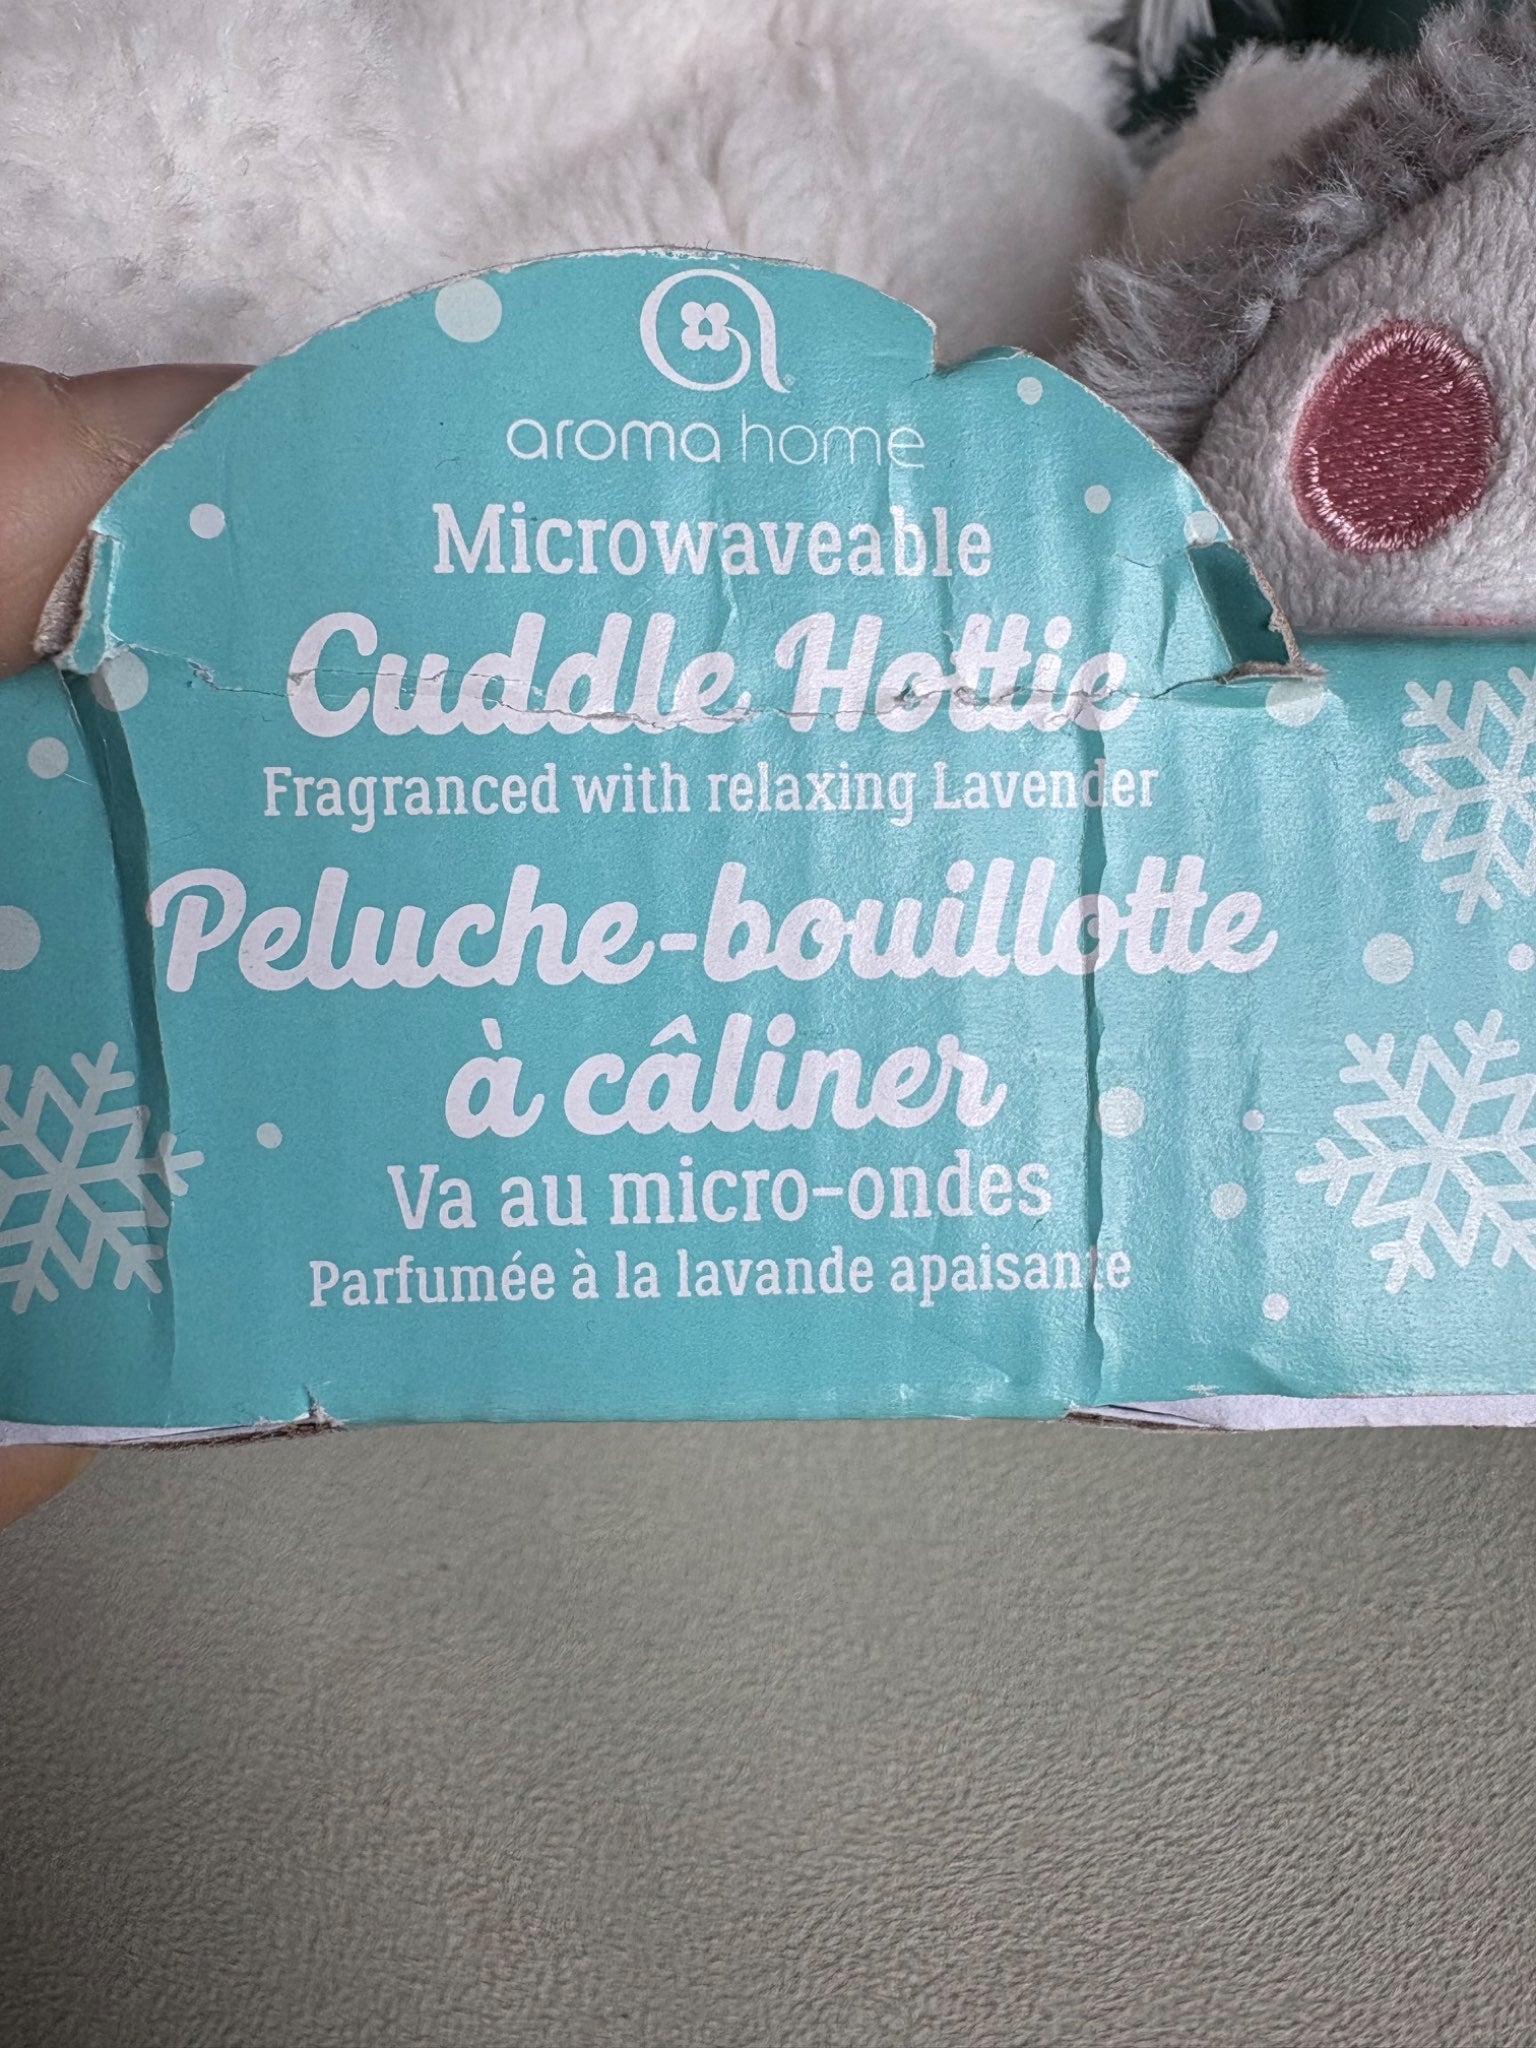 aroma home
Microwaveable
Cuddle Hottie
Fragranced with relaxing Lavender
Peluche-bouillotte
à câliner
Va au micro-ondes
Parfumée à la lavande apaisante